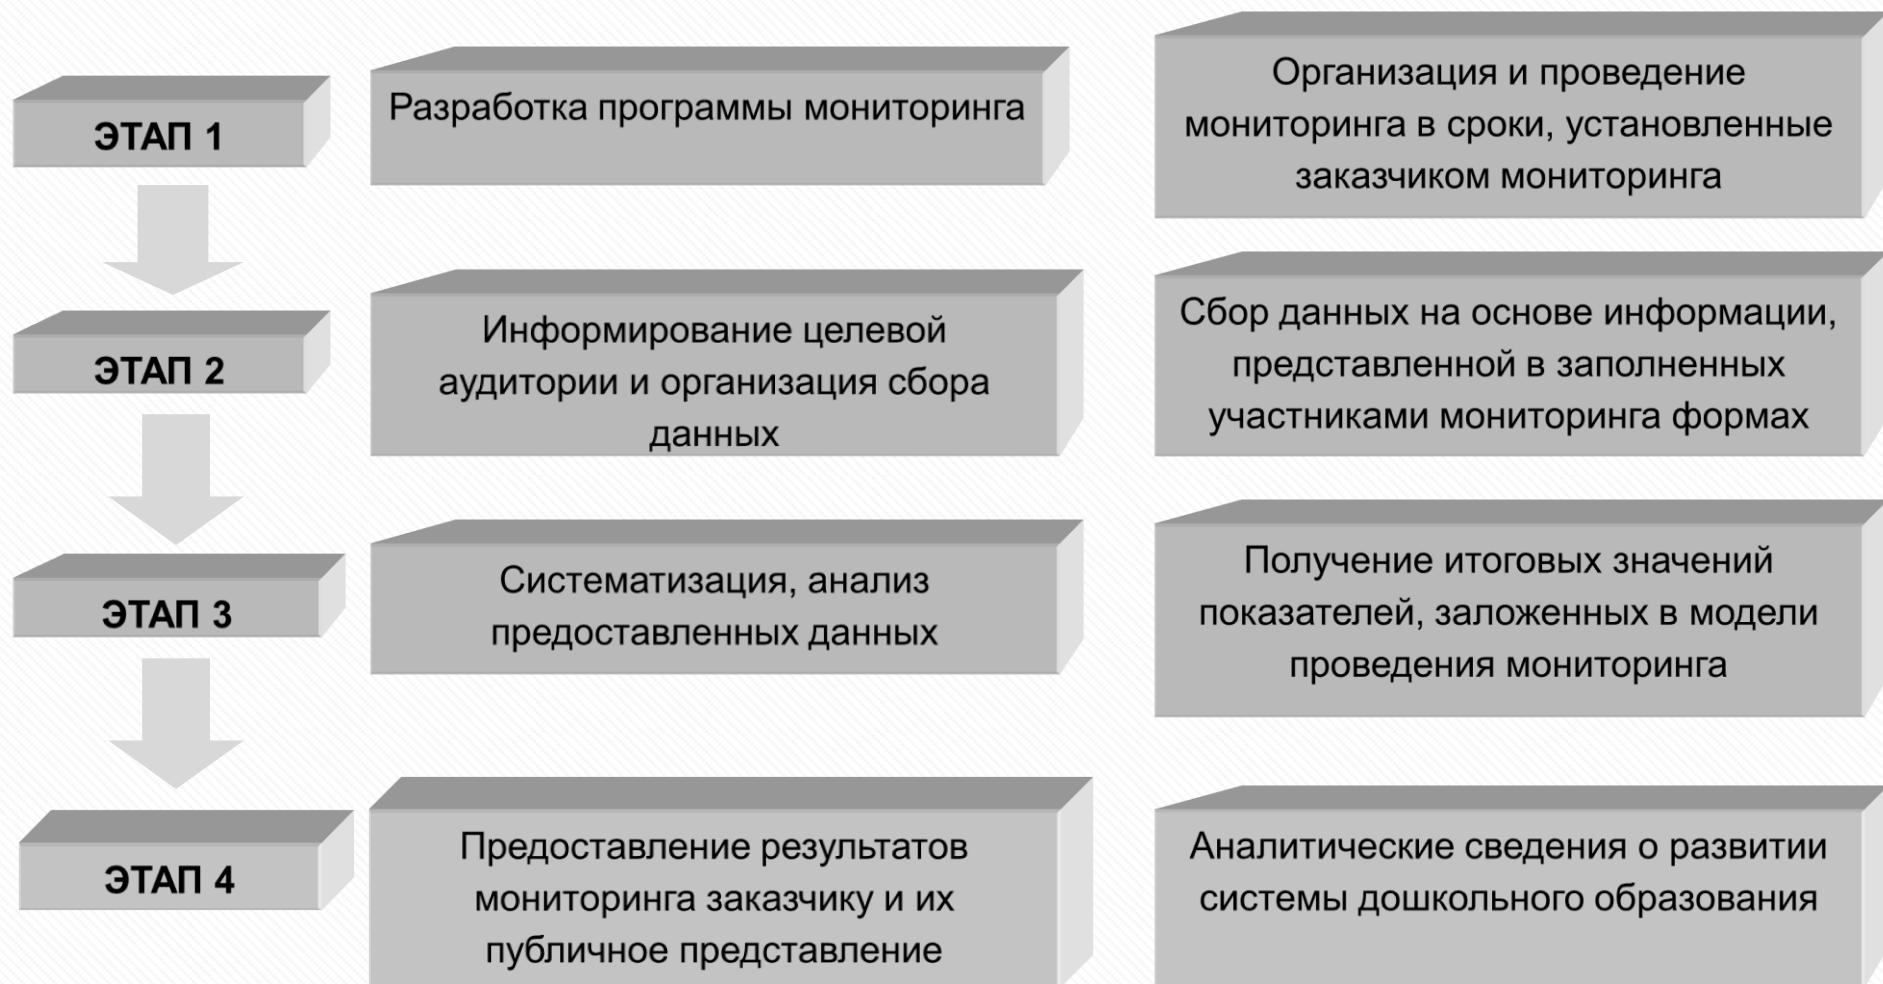 ЭТАП 1
Разработка программы мониторинга
Организация и проведение
мониторинга в сроки, установленные
заказчиком мониторинга
ЭТАП 2
Информирование целевой
аудитории и организация сбора
данных
Сбор данных на основе информации,
представленной в заполненных
участниками мониторинга формах
ЭТАП 3
Систематизация, анализ
предоставленных данных
Получение итоговых значений
показателей, заложенных в модели
проведения мониторинга
ЭТАП 4
Предоставление результатов
мониторинга заказчику и их
публичное представление
Аналитические сведения о развитии
системы дошкольного образования